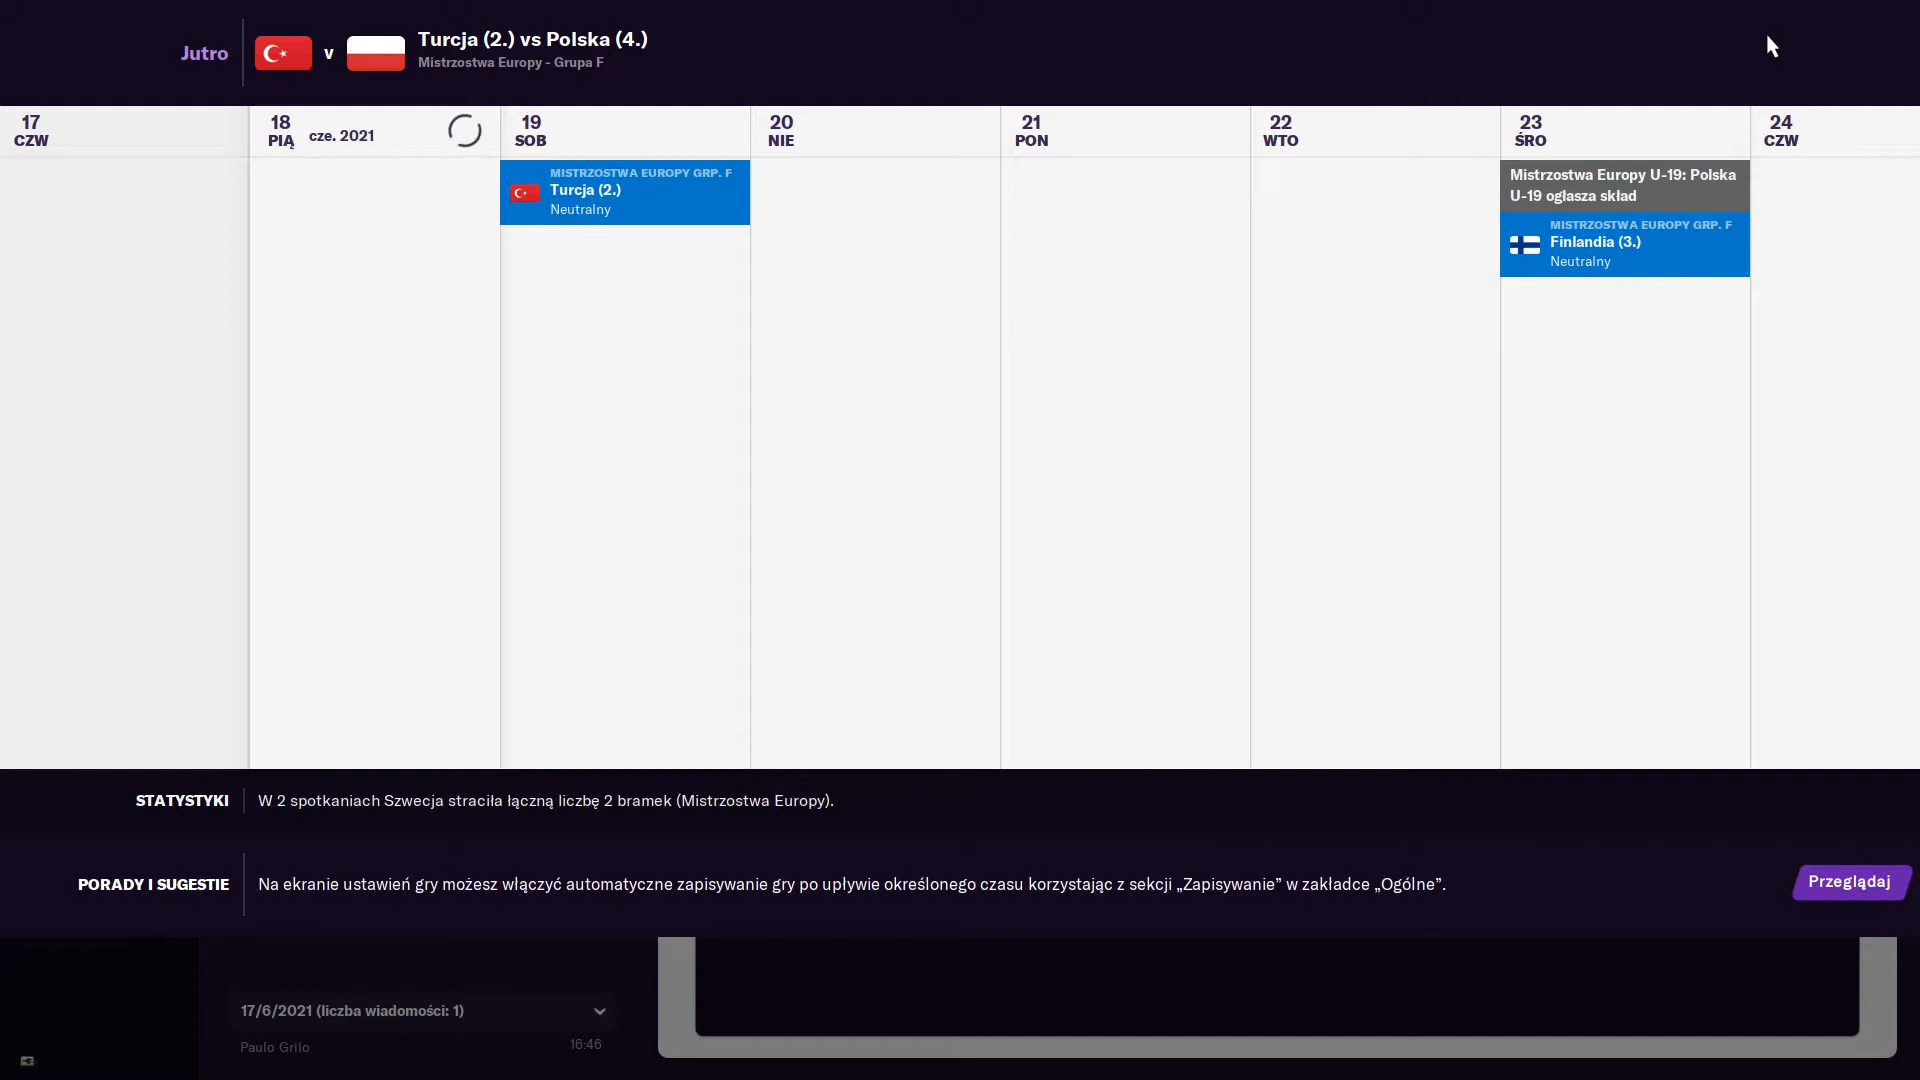 Jutro
v
Turcja (2.) vs Polska (4.)
Mistrzostwa Europy - Grupa F
17
CZW
18
PIĄ
cze. 2021
19
SOB
20
NIE
21
PON
22
WTO
23
ŚRO
24
CZW
MISTRZOSTWA EUROPY GRP. F
Turcja (2.)
Neutralny
Mistrzostwa Europy U-19: Polska
U-19 ogłasza skład
MISTRZOSTWA EUROPY GRP. F
Finlandia (3.)
Neutralny
STATYSTYKI
W 2 spotkaniach Szwecja straciła łączną liczbę 2 bramek (Mistrzostwa Europy).
PORADY I SUGESTIE
Na ekranie ustawień gry możesz włączyć automatyczne zapisywanie gry po upływie określonego czasu korzystając z sekcji „Zapisywanie” w zakładce „Ogólne”.
Przeglądaj
17/6/2021 (liczba wiadomości: 1)
Paulo Grilo
16:46